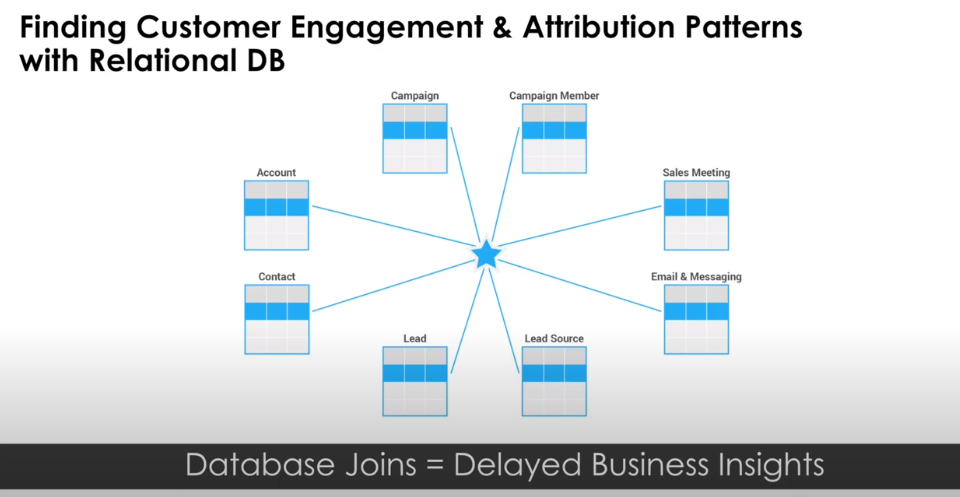 Finding Customer Engagement & Attribution Patterns
with Relational DB
Campaign
Campaign Member
Account
Sales Meeting
Contact
Email & Messaging
Lead
Lead Source
Database Joins = Delayed Business Insights